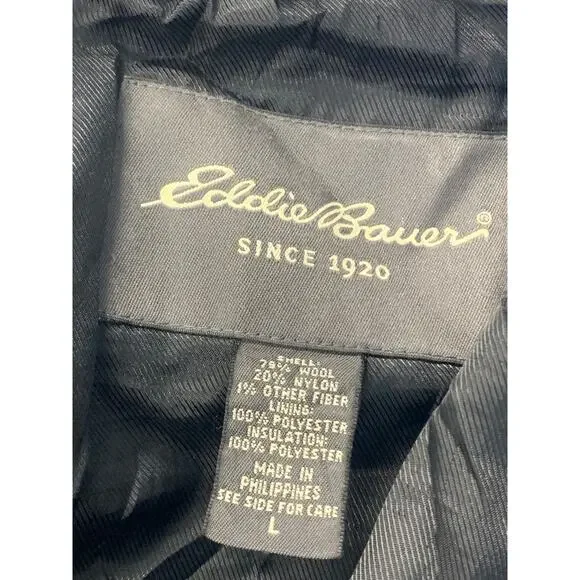 Eddie Bauer®
SINCE 1920
SHELL:
79% WOOL
20% NYLON
1% OTHER FIBER
LINING:
100% POLYESTER
INSULATION:
100% POLYESTER
MADE IN
PHILIPPINES
SEE SIDE FOR CARE
L